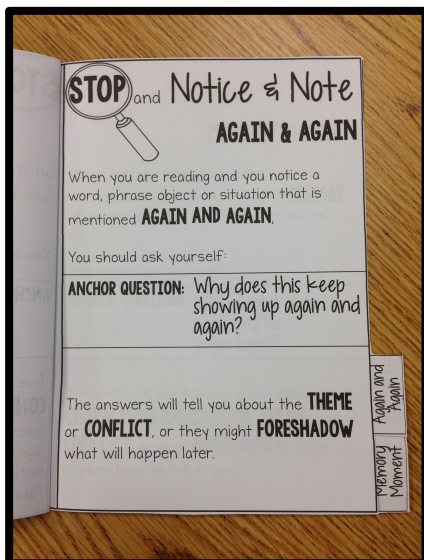 STOP and Notice & Note
AGAIN & AGAIN
When you are reading and you notice a
word, phrase object or situation that is
mentioned AGAIN AND AGAIN,
You should ask yourself:
ANCHOR QUESTION: Why does this keep
showing up again and
again?
The answers will tell you about the THEME
or CONFLICT, or they might FORESHADOW
what will happen later.
Again and
Again
Memory
Moment